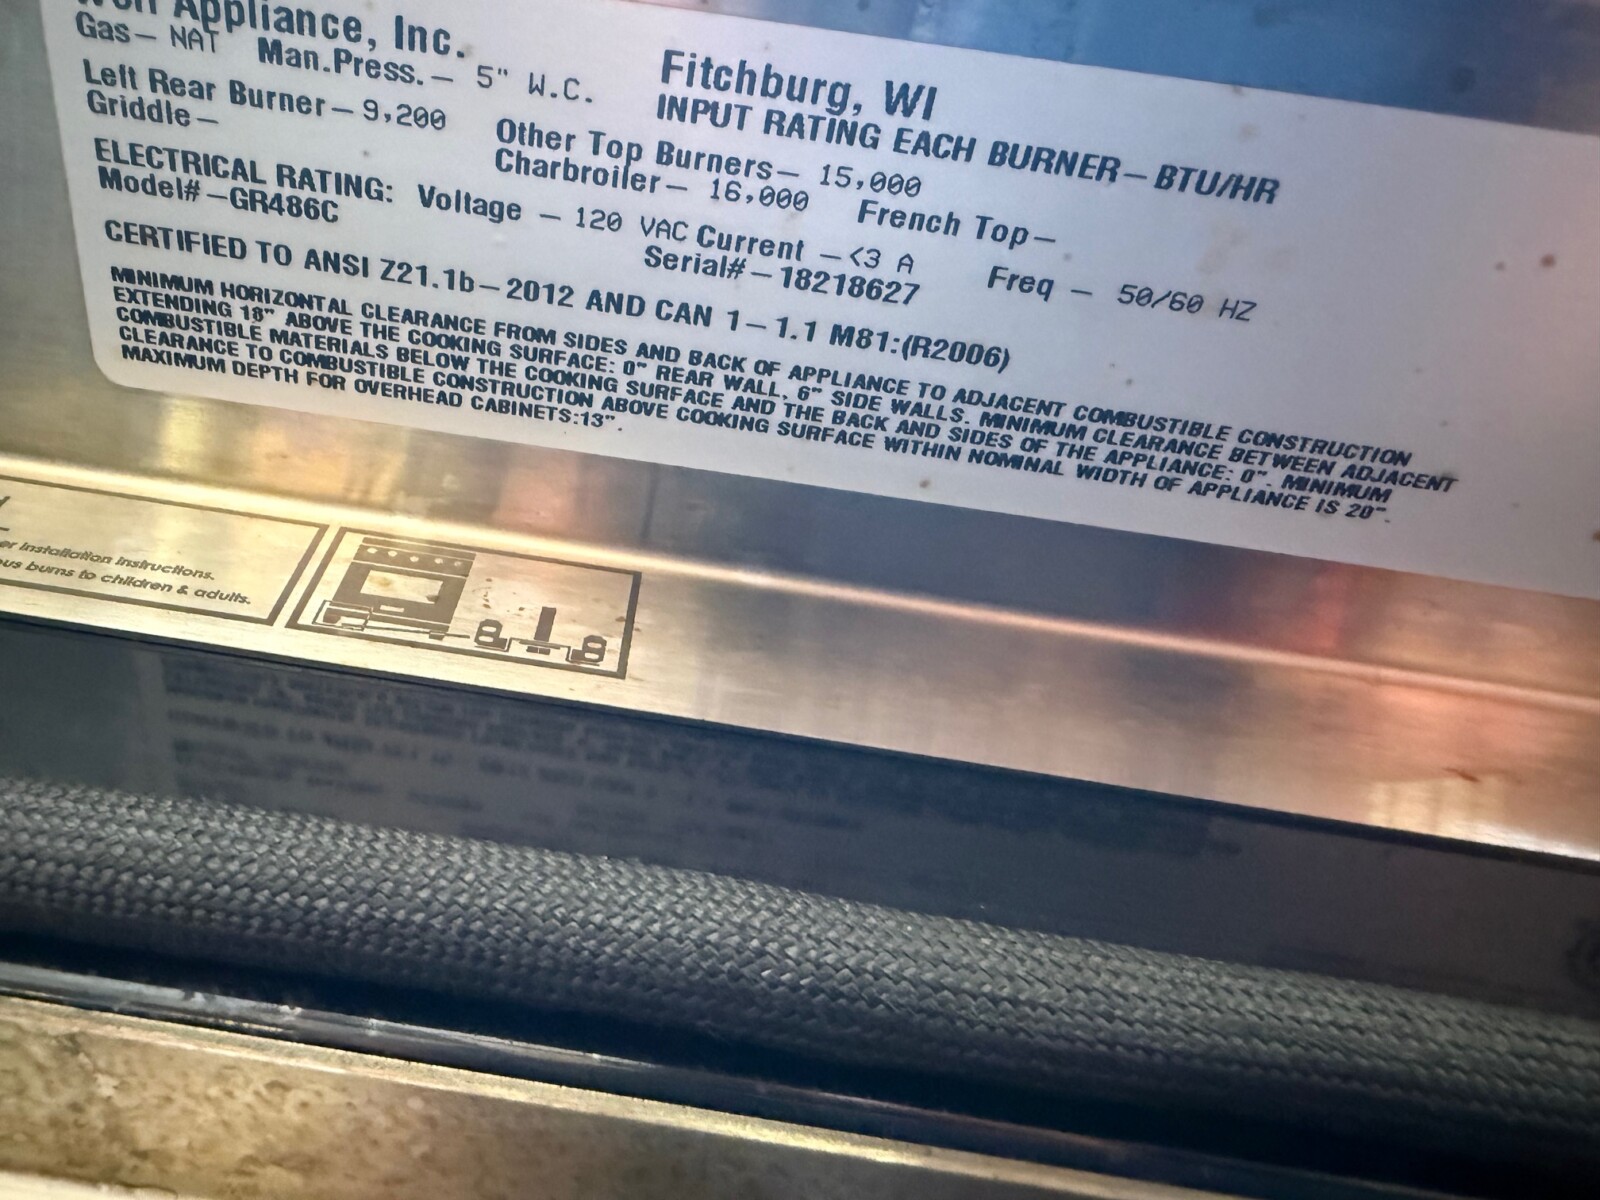 Appliance, Inc. Fitchburg, WI
Gas— NAT Man.Press.— 5" W.C. INPUT RATING EACH BURNER—BTU/HR
Left Rear Burner—9,200 Other Top Burners— 15,000
Griddle— Charbroiler— 16,000 French Top—
ELECTRICAL RATING: Voltage — 120 VAC Current —<3 A Freq — 50/60 HZ
Model#—GR486C Serial#—18218627
CERTIFIED TO ANSI Z21.1b—2012 AND CAN 1—1.1 M81:(R2006)
MINIMUM HORIZONTAL CLEARANCE FROM SIDES AND BACK OF APPLIANCE TO ADJACENT COMBUSTIBLE CONSTRUCTION
EXTENDING 18" ABOVE THE COOKING SURFACE: 0" REAR WALL, 6" SIDE WALLS. MINIMUM CLEARANCE BETWEEN ADJACENT
COMBUSTIBLE MATERIALS BELOW THE COOKING SURFACE AND THE BACK AND SIDES OF THE APPLIANCE: 0". MINIMUM
CLEARANCE TO COMBUSTIBLE CONSTRUCTION ABOVE COOKING SURFACE WITHIN NOMINAL WIDTH OF APPLIANCE IS 20".
MAXIMUM DEPTH FOR OVERHEAD CABINETS:13".
er installation instructions.
ous burns to children & adults.